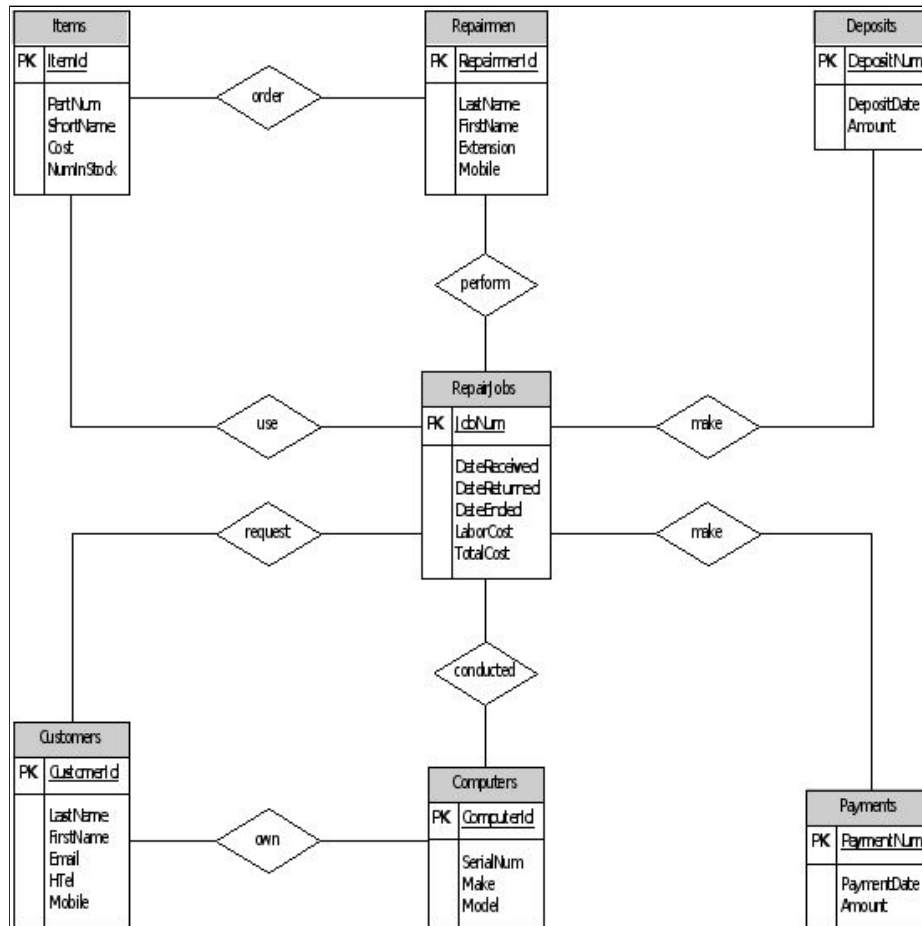 Items
PK ItemId
PartNum
ShortName
Cost
NumInStock
order
Repairmen
PK RepairmenId
LastName
FirstName
Extension
Mobile
Deposits
PK DepositNum
DepositDate
Amount
perform
use
RepairJobs
PK JobNum
DateReceived
DateReturned
DateEnded
LaborCost
TotalCost
make
request
make
conducted
Customers
PK CustomerId
LastName
FirstName
Email
HTel
Mobile
own
Computers
PK ComputerId
SerialNum
Make
Model
Payments
PK PaymentNum
PaymentDate
Amount